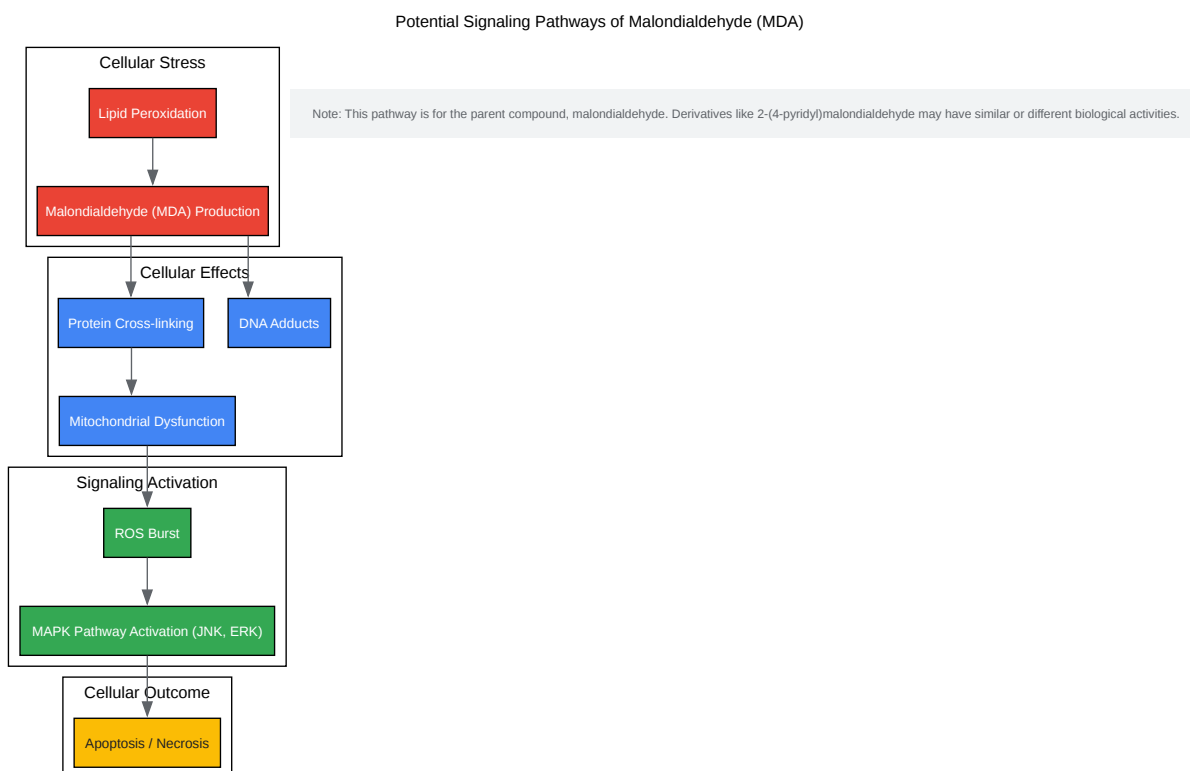 Potential Signaling Pathways of Malondialdehyde (MDA)
Cellular Stress
Lipid Peroxidation
Note: This pathway is for the parent compound, malondialdehyde. Derivatives like 2-(4-pyridyl)malondialdehyde may have similar or different biological activities.
Malondialdehyde (MDA) Production
Cellular Effects
Protein Cross-linking
DNA Adducts
Mitochondrial Dysfunction
Signaling Activation
ROS Burst
MAPK Pathway Activation (JNK, ERK)
Cellular Outcome
Apoptosis / Necrosis